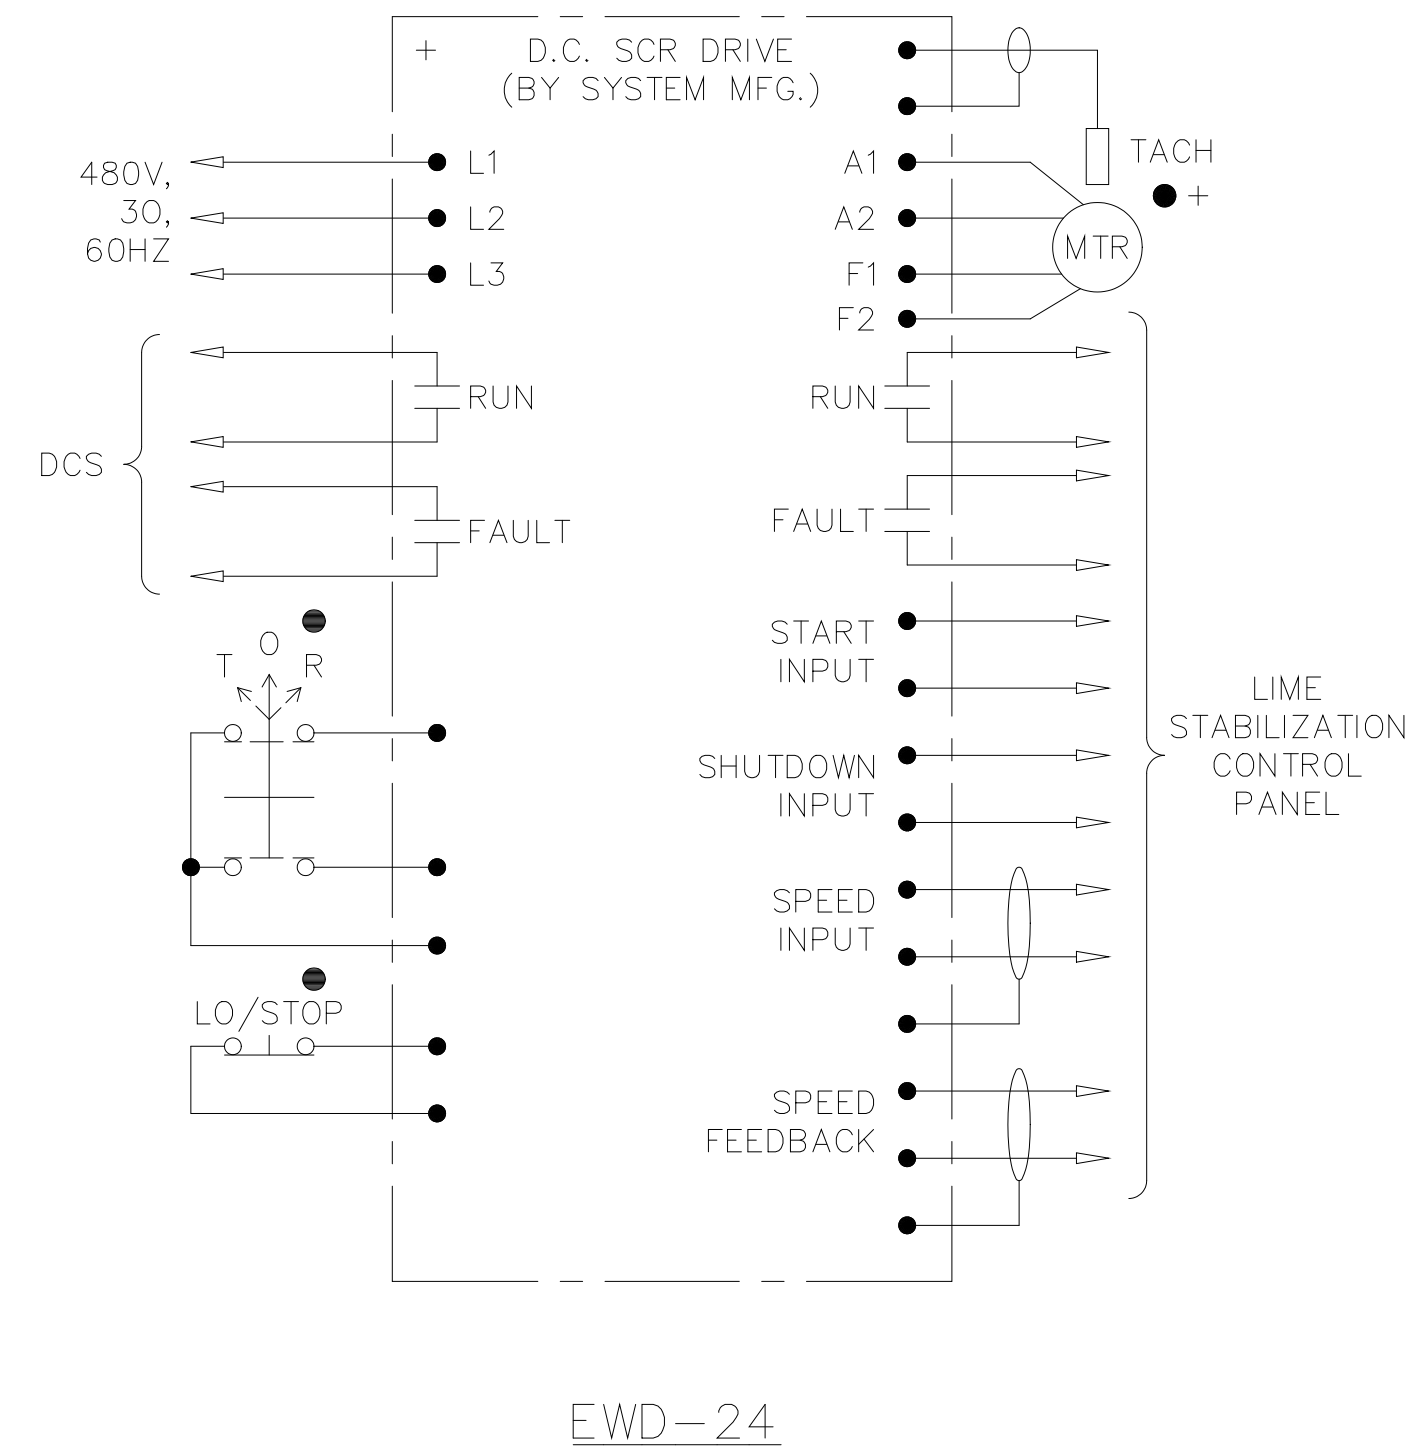 + D.C. SCR DRIVE
(BY SYSTEM MFG.)
480V,
3O,
60HZ
L1
L2
L3
A1
A2
F1
F2
TACH
+
MTR
DCS
RUN
FAULT
RUN
FAULT
START
INPUT
SHUTDOWN
INPUT
SPEED
INPUT
SPEED
FEEDBACK
LIME
STABILIZATION
CONTROL
PANEL
T O R
LO/STOP
EWD-24